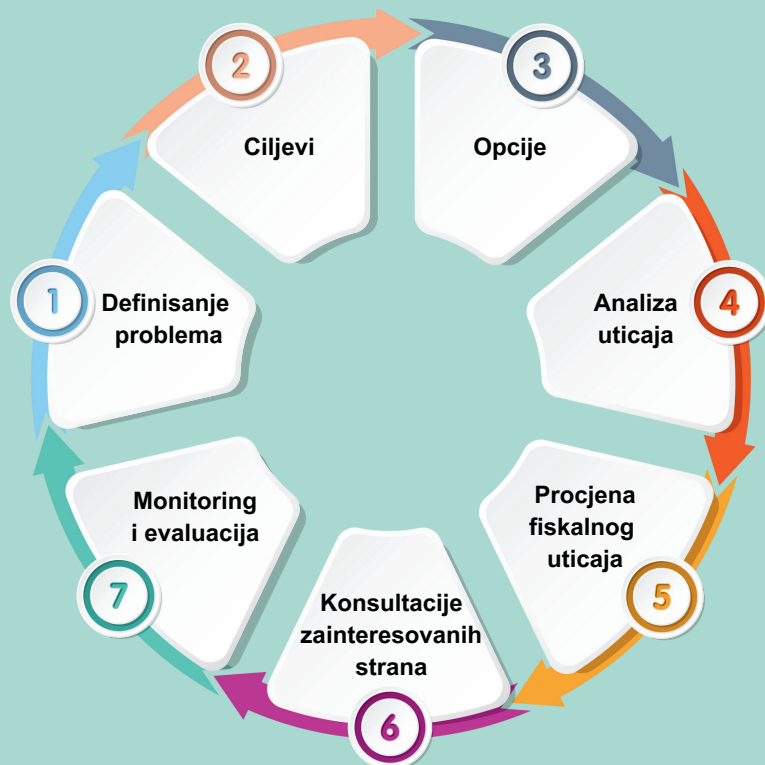 1
Definisanje
problema
2
Ciljevi
3
Opcije
4
Analiza
uticaja
5
Procjena
fiskalnog
uticaja
6
Konsultacije
zainteresovanih
strana
7
Monitoring
i evaluacija